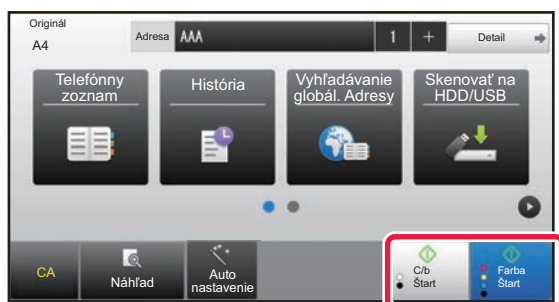 Originál
A4
Adresa AAA 1 + Detail
Telefónny
zoznam
História
Vyhľadávanie
globál. Adresy
Skenovať na
HDD/USB
CA
Náhľad
Auto
nastavenie
C/b
Štart
Farba
Štart